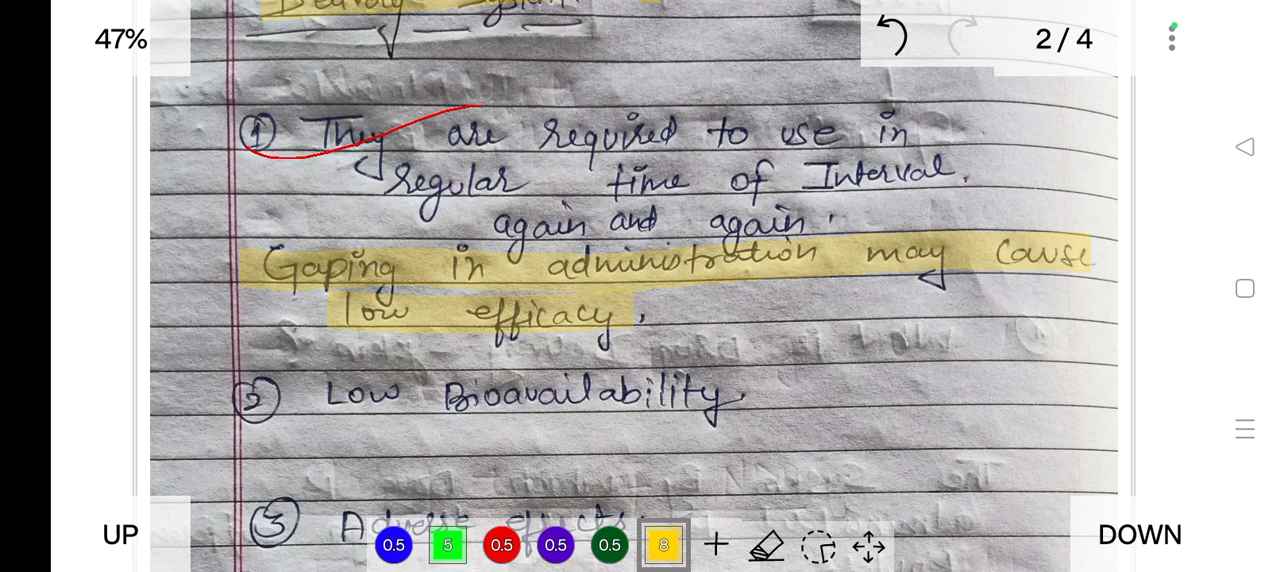 47%
2 / 4
① They are required to use in
regular time of Interval.
again and again.
Gaping in administration may cause
low efficacy.
② Low Bioavailability.
③ Adverse effects.
UP
DOWN
0.5 5 0.5 0.5 0.5 8